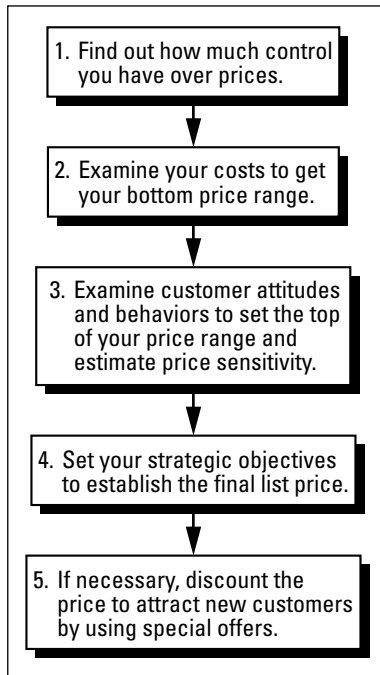 1. Find out how much control
you have over prices.
2. Examine your costs to get
your bottom price range.
3. Examine customer attitudes
and behaviors to set the top
of your price range and
estimate price sensitivity.
4. Set your strategic objectives
to establish the final list price.
5. If necessary, discount the
price to attract new customers
by using special offers.